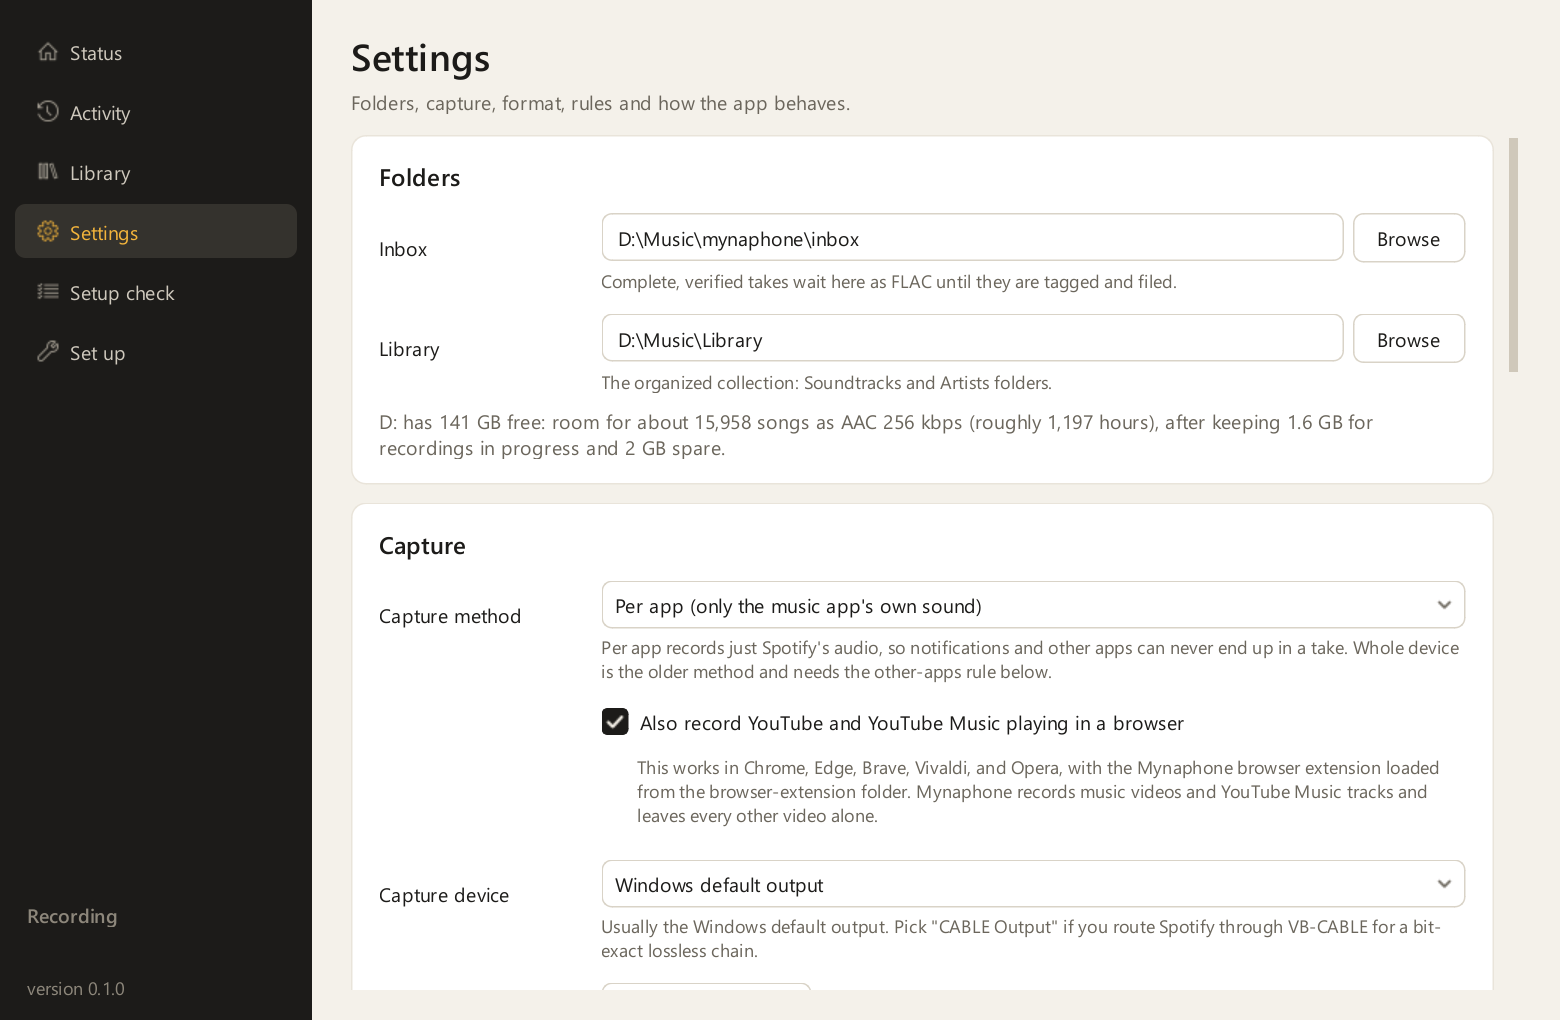 Status
Activity
Library
Settings
Setup check
Set up
Recording
version 0.1.0
Settings
Folders, capture, format, rules and how the app behaves.
Folders
Inbox
D:\Music\mynaphone\inbox
Browse
Complete, verified takes wait here as FLAC until they are tagged and filed.
Library
D:\Music\Library
Browse
The organized collection: Soundtracks and Artists folders.
D: has 141 GB free: room for about 15,958 songs as AAC 256 kbps (roughly 1,197 hours), after keeping 1.6 GB for
recordings in progress and 2 GB spare.
Capture
Capture method
Per app (only the music app's own sound)
Per app records just Spotify's audio, so notifications and other apps can never end up in a take. Whole device
is the older method and needs the other-apps rule below.
Also record YouTube and YouTube Music playing in a browser
This works in Chrome, Edge, Brave, Vivaldi, and Opera, with the Mynaphone browser extension loaded
from the browser-extension folder. Mynaphone records music videos and YouTube Music tracks and
leaves every other video alone.
Capture device
Windows default output
Usually the Windows default output. Pick "CABLE Output" if you route Spotify through VB-CABLE for a bit-
exact lossless chain.